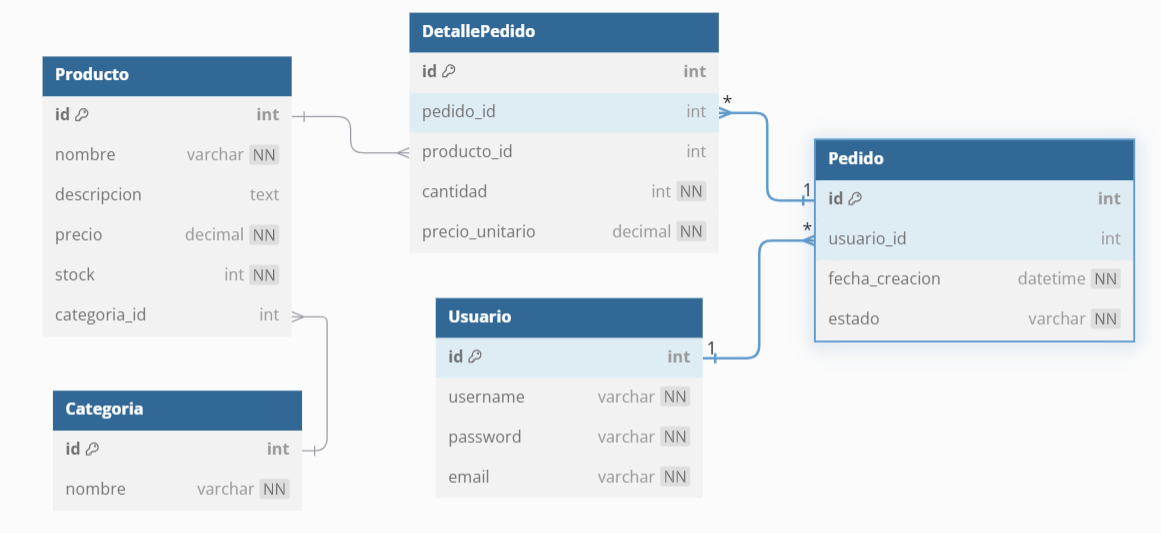 Producto
id int
nombre varchar NN
descripcion text
precio decimal NN
stock int NN
categoria_id int
Categoria
id int
nombre varchar NN
DetallePedido
id int
pedido_id int
producto_id int
cantidad int NN
precio_unitario decimal NN
*
1
*
1
Usuario
id int
username varchar NN
password varchar NN
email varchar NN
Pedido
id int
usuario_id int
fecha_creacion datetime NN
estado varchar NN